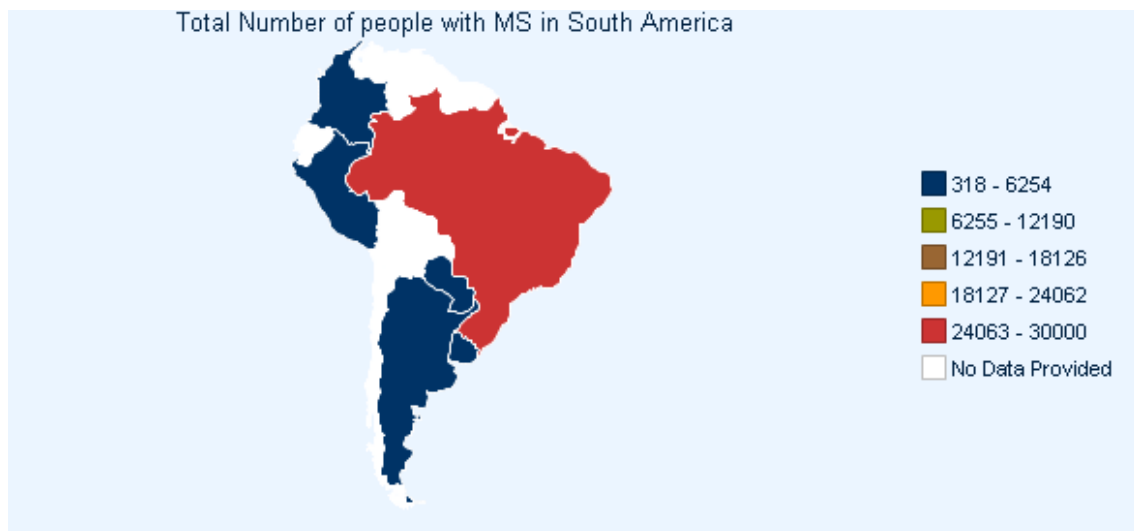 Total Number of people with MS in South America
318 - 6254
6255 - 12190
12191 - 18126
18127 - 24062
24063 - 30000
No Data Provided